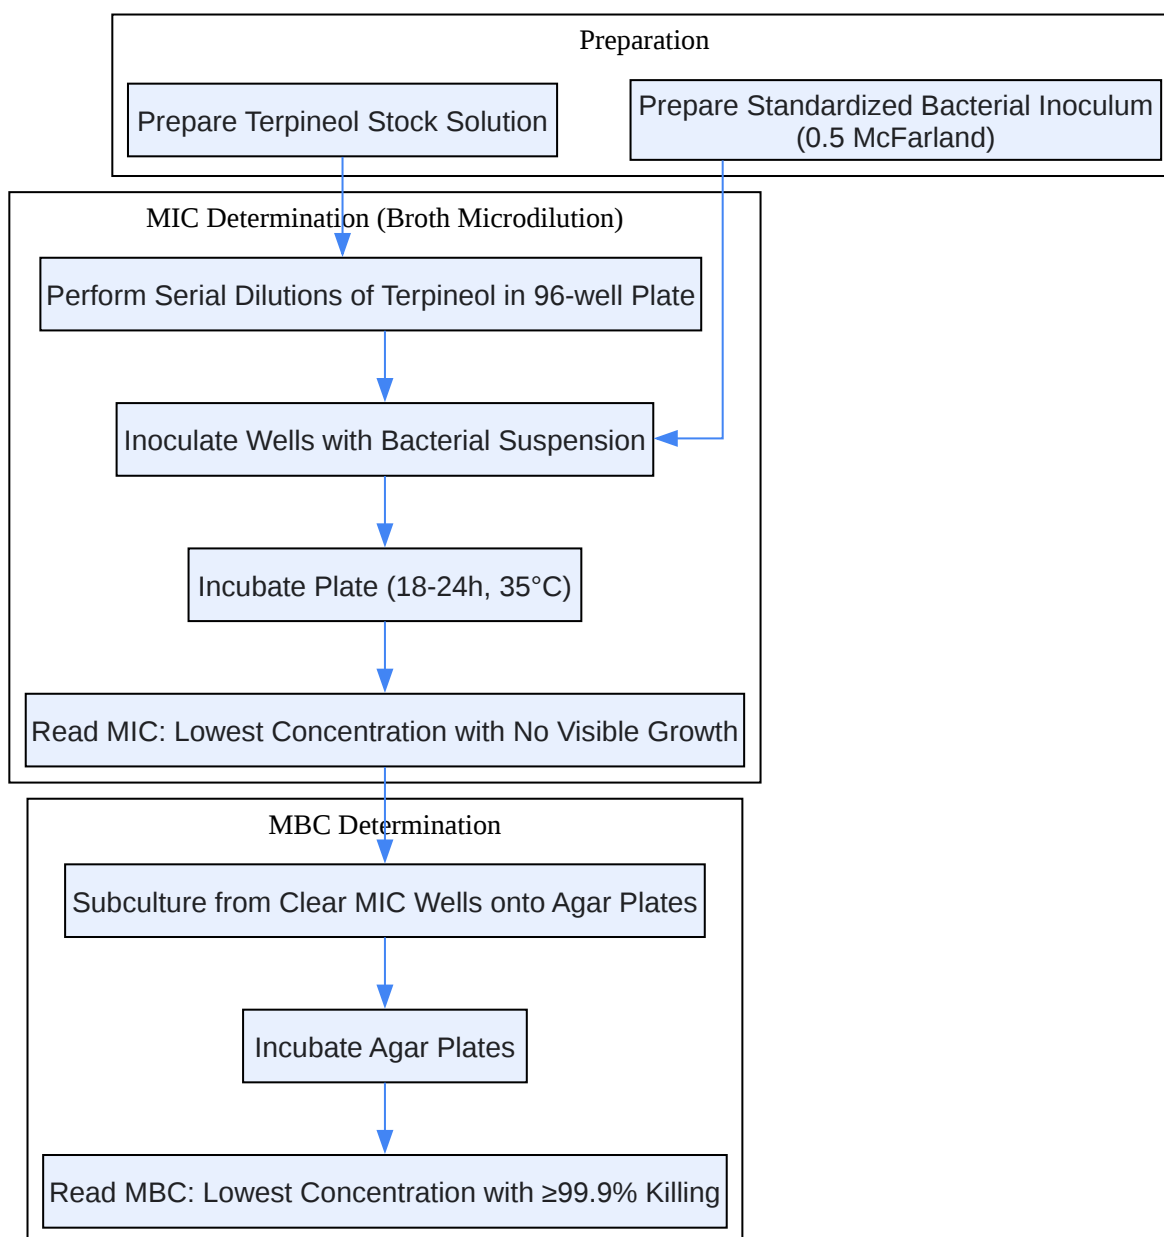 Preparation
Prepare Terpineol Stock Solution
Prepare Standardized Bacterial Inoculum
(0.5 McFarland)
MIC Determination (Broth Microdilution)
Perform Serial Dilutions of Terpineol in 96-well Plate
Inoculate Wells with Bacterial Suspension
Incubate Plate (18-24h, 35°C)
Read MIC: Lowest Concentration with No Visible Growth
MBC Determination
Subculture from Clear MIC Wells onto Agar Plates
Incubate Agar Plates
Read MBC: Lowest Concentration with ≥99.9% Killing